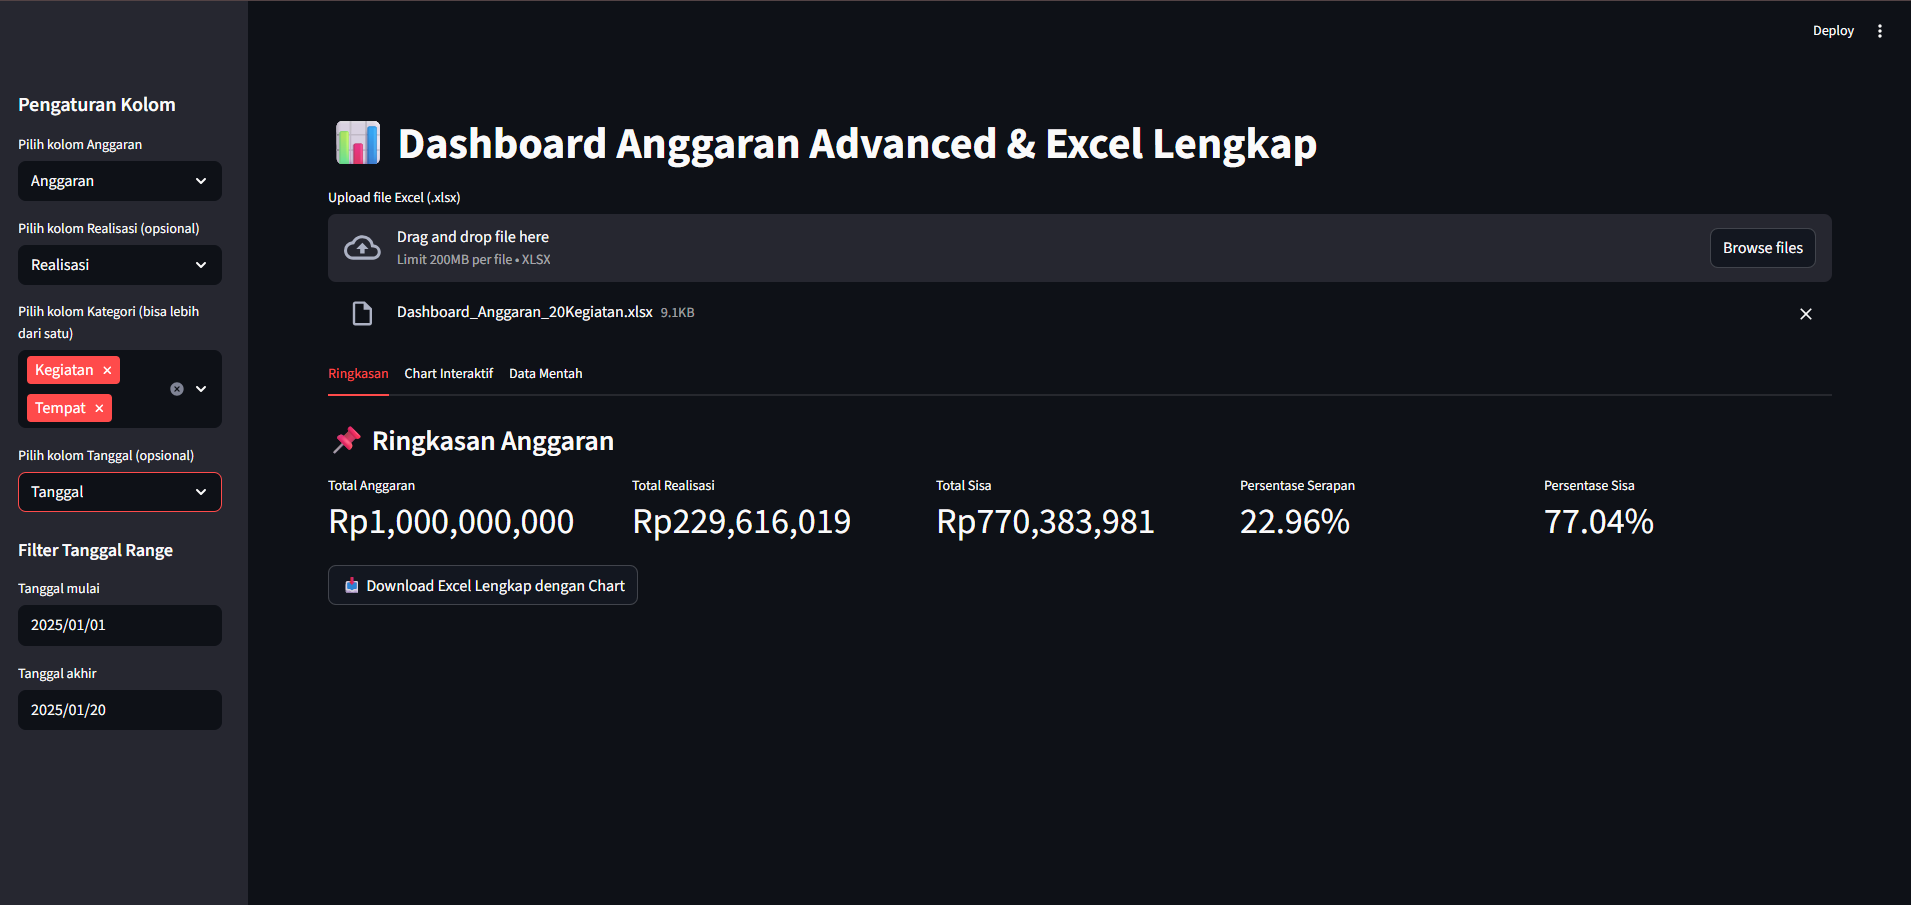 Deploy
Pengaturan Kolom
Pilih kolom Anggaran
Anggaran
Pilih kolom Realisasi (opsional)
Realisasi
Pilih kolom Kategori (bisa lebih
dari satu)
Kegiatan
Tempat
Pilih kolom Tanggal (opsional)
Tanggal
Filter Tanggal Range
Tanggal mulai
2025/01/01
Tanggal akhir
2025/01/20
Dashboard Anggaran Advanced & Excel Lengkap
Upload file Excel (.xlsx)
Drag and drop file here
Limit 200MB per file • XLSX
Browse files
Dashboard_Anggaran_20Kegiatan.xlsx 9.1KB
Ringkasan Chart Interaktif Data Mentah
Ringkasan Anggaran
Total Anggaran
Rp1,000,000,000
Total Realisasi
Rp229,616,019
Total Sisa
Rp770,383,981
Persentase Serapan
22.96%
Persentase Sisa
77.04%
Download Excel Lengkap dengan Chart